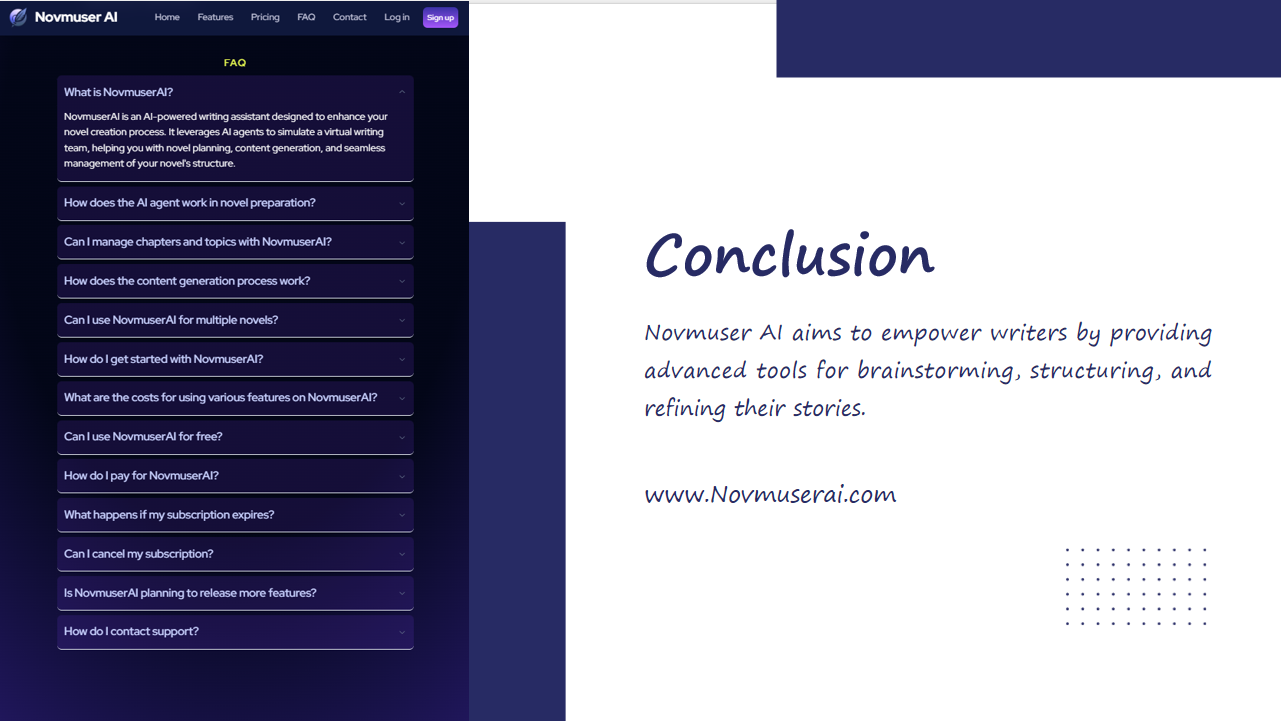 Novmuser AI
Home Features Pricing FAQ Contact Log in Sign up
FAQ
What is NovmuserAI?
NovmuserAI is an AI-powered writing assistant designed to enhance your
novel creation process. It leverages AI agents to simulate a virtual writing
team, helping you with novel planning, content generation, and seamless
management of your novel's structure.
How does the AI agent work in novel preparation?
Can I manage chapters and topics with NovmuserAI?
How does the content generation process work?
Can I use NovmuserAI for multiple novels?
How do I get started with NovmuserAI?
What are the costs for using various features on NovmuserAI?
Can I use NovmuserAI for free?
How do I pay for NovmuserAI?
What happens if my subscription expires?
Can I cancel my subscription?
Is NovmuserAI planning to release more features?
How do I contact support?
Conclusion
Novmuser AI aims to empower writers by providing
advanced tools for brainstorming, structuring, and
refining their stories.
www.Novmuserai.com